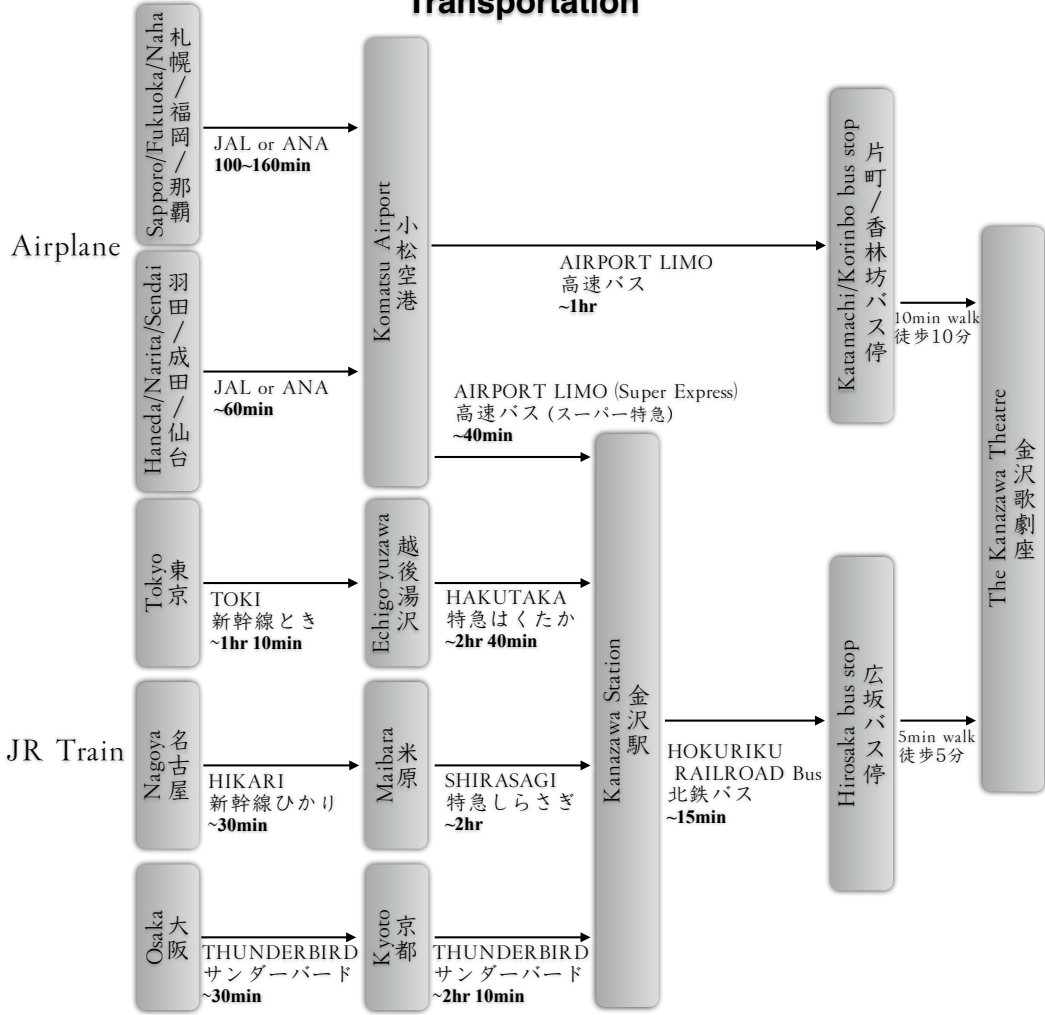 Transportation
Airplane
Sapporo/Fukuoka/Naha
札幌/福岡/那覇
JAL or ANA
100~160min
Haneda/Narita/Sendai
羽田/成田/仙台
JAL or ANA
~60min
Komatsu Airport
小松空港
AIRPORT LIMO
高速バス
~1hr
Katamachi/Korinbo bus stop
片町/香林坊バス停
10min walk
徒歩10分
AIRPORT LIMO (Super Express)
高速バス (スーパー特急)
~40min
JR Train
Tokyo
東京
TOKI
新幹線とき
~1hr 10min
Echigo-yuzawa
越後湯沢
HAKUTAKA
特急はくたか
~2hr 40min
Nagoya
名古屋
HIKARI
新幹線ひかり
~30min
Maibara
米原
SHIRASAGI
特急しらさぎ
~2hr
Osaka
大阪
THUNDERBIRD
サンダーバード
~30min
Kyoto
京都
THUNDERBIRD
サンダーバード
~2hr 10min
Kanazawa Station
金沢駅
HOKURIKU
RAILROAD Bus
北鉄バス
~15min
Hirosaka bus stop
広坂バス停
5min walk
徒歩5分
The Kanazawa Theatre
金沢歌劇座